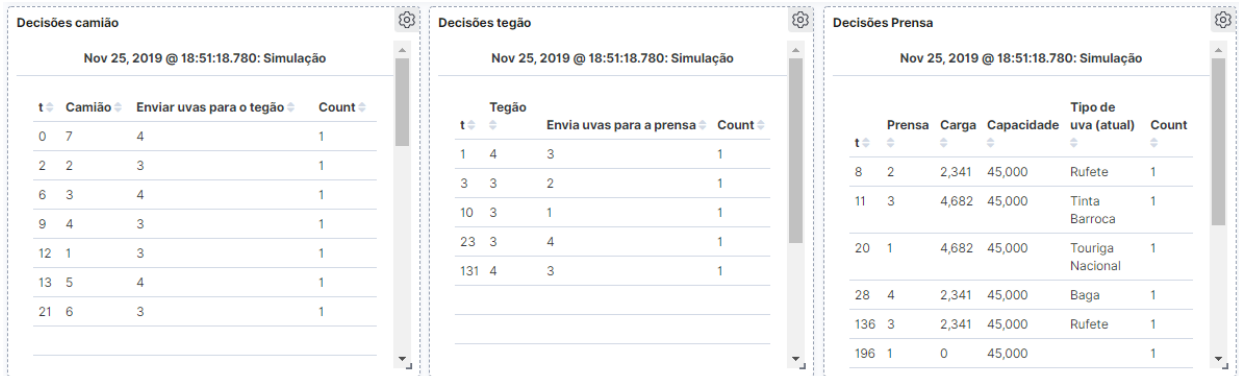 Decisões camião
Nov 25, 2019 @ 18:51:18.780: Simulação
t Camião Enviar uvas para o tegão Count
0 7 4 1
2 2 3 1
6 3 4 1
9 4 3 1
12 1 3 1
13 5 4 1
21 6 3 1
Decisões tegão
Nov 25, 2019 @ 18:51:18.780: Simulação
t Tegão Envia uvas para a prensa Count
1 4 3 1
3 3 2 1
10 3 1 1
23 3 4 1
131 4 3 1
Decisões Prensa
Nov 25, 2019 @ 18:51:18.780: Simulação
Tipo de
t Prensa Carga Capacidade uva (atual) Count
8 2 2,341 45,000 Rufete 1
11 3 4,682 45,000 Tinta 1
Barroca
20 1 4,682 45,000 Touriga 1
Nacional
28 4 2,341 45,000 Baga 1
136 3 2,341 45,000 Rufete 1
196 1 0 45,000 1